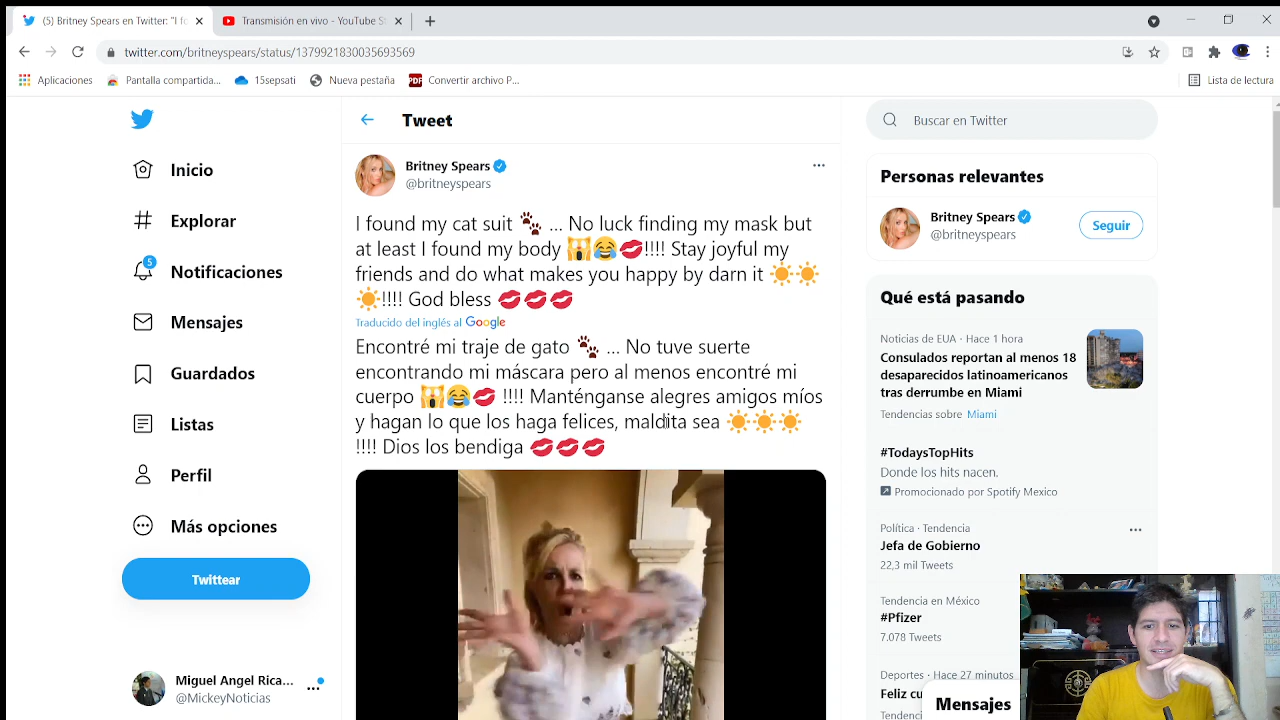 (5) Britney Spears en Twitter: "I fo
Transmisión en vivo - YouTube S
twitter.com/britneyspears/status/1379921830035693569
Aplicaciones
Pantalla compartida...
15sepsati
Nueva pestaña
PDF
Convertir archivo P...
Lista de lectura
Inicio
Explorar
5
Notificaciones
Mensajes
Guardados
Listas
Perfil
Más opciones
Twittear
Miguel Angel Rica...
@MickeyNoticias
Tweet
Britney Spears
@britneyspears
I found my cat suit 🐾 ... No luck finding my mask but
at least I found my body 🙀😂💋!!!! Stay joyful my
friends and do what makes you happy by darn it ☀️☀️
☀️!!!! God bless 💋💋💋
Traducido del inglés al Google
Encontré mi traje de gato 🐾 ... No tuve suerte
encontrando mi máscara pero al menos encontré mi
cuerpo 🙀😂💋 !!!! Manténganse alegres amigos míos
y hagan lo que los haga felices, maldita sea ☀️☀️☀️
!!!! Dios los bendiga 💋💋💋
Buscar en Twitter
Personas relevantes
Britney Spears
@britneyspears
Seguir
Qué está pasando
Noticias de EUA · Hace 1 hora
Consulados reportan al menos 18
desaparecidos latinoamericanos
tras derrumbe en Miami
Tendencias sobre Miami
#TodaysTopHits
Donde los hits nacen.
Promocionado por Spotify Mexico
Política · Tendencia
Jefa de Gobierno
22,3 mil Tweets
Tendencia en México
#Pfizer
7.078 Tweets
Deportes · Hace 27 minutos
Feliz cu
Tendencias
Mensajes